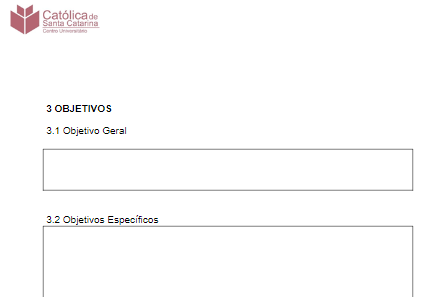 Católica de
Santa Catarina
Centro Universitário
3 OBJETIVOS
3.1 Objetivo Geral
3.2 Objetivos Específicos